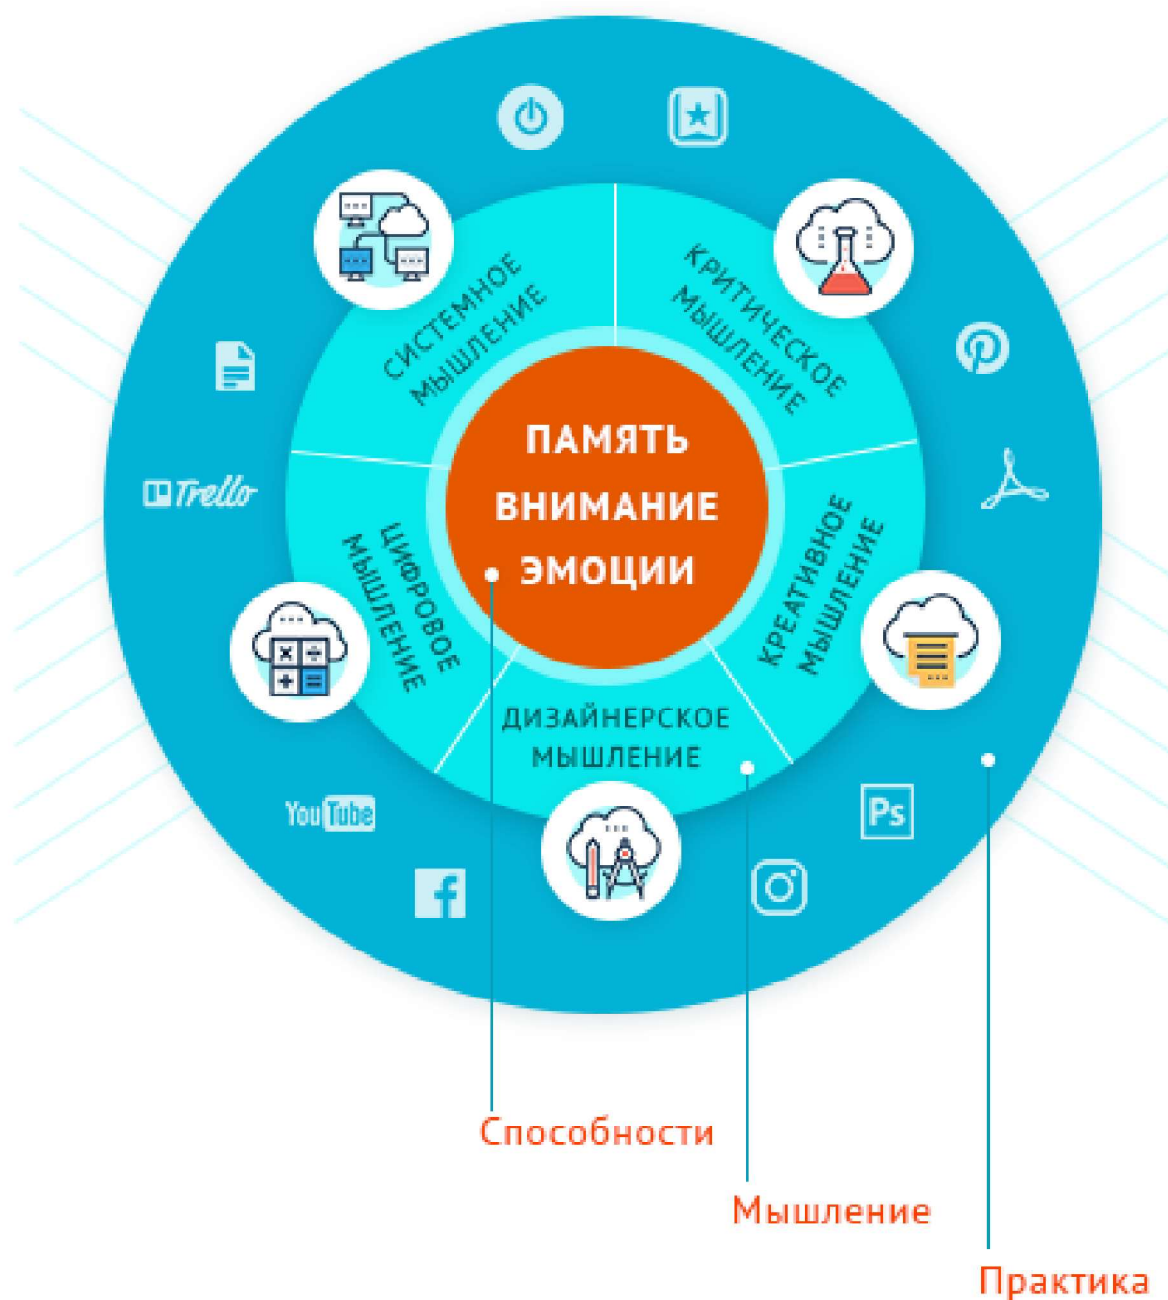 СИСТЕМНОЕ
МЫШЛЕНИЕ
КРИТИЧЕСКОЕ
МЫШЛЕНИЕ
ПАМЯТЬ
ВНИМАНИЕ
ЭМОЦИИ
Trello
ЦИФРОВОЕ
МЫШЛЕНИЕ
КРЕАТИВНОЕ
МЫШЛЕНИЕ
ДИЗАЙНЕРСКОЕ
МЫШЛЕНИЕ
YouTube
Ps
Способности
Мышление
Практика